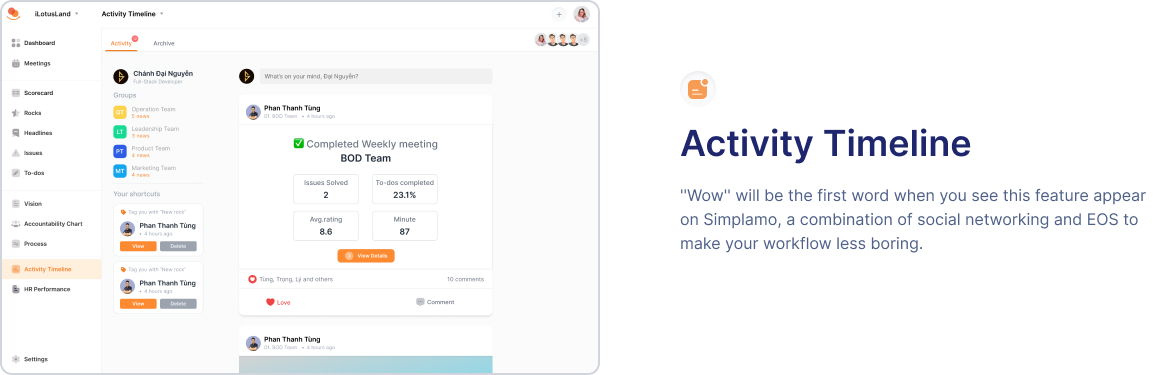 iLotusLand
Activity Timeline
Dashboard
Meetings
Scorecard
Rocks
Headlines
Issues
To-dos
Vision
Accountability Chart
Process
Activity Timeline
HR Performance
Settings
Activity
Archive
+6
Chánh Đại Nguyễn
Full-Stack Developer
Groups
OT
Operation Team
5 news
LT
Leadership Team
3 news
PT
Product Team
4 news
MT
Marketing Team
4 news
Your shortcuts
Tag you with "New rock"
Phan Thanh Tùng
• 4 hours ago
View
Delete
Tag you with "New rock"
Phan Thanh Tùng
• 4 hours ago
View
Delete
What's on your mind, Đại Nguyễn?
Phan Thanh Tùng
01. BOD Team • 4 hours ago
Completed Weekly meeting
BOD Team
Issues Solved
2
To-dos completed
23.1%
Avg.rating
8.6
Minute
87
View Details
Tùng, Trọng, Lý and others
10 comments
Love
Comment
Phan Thanh Tùng
01. BOD Team • 4 hours ago
Activity Timeline
"Wow" will be the first word when you see this feature appear
on Simplamo, a combination of social networking and EOS to
make your workflow less boring.